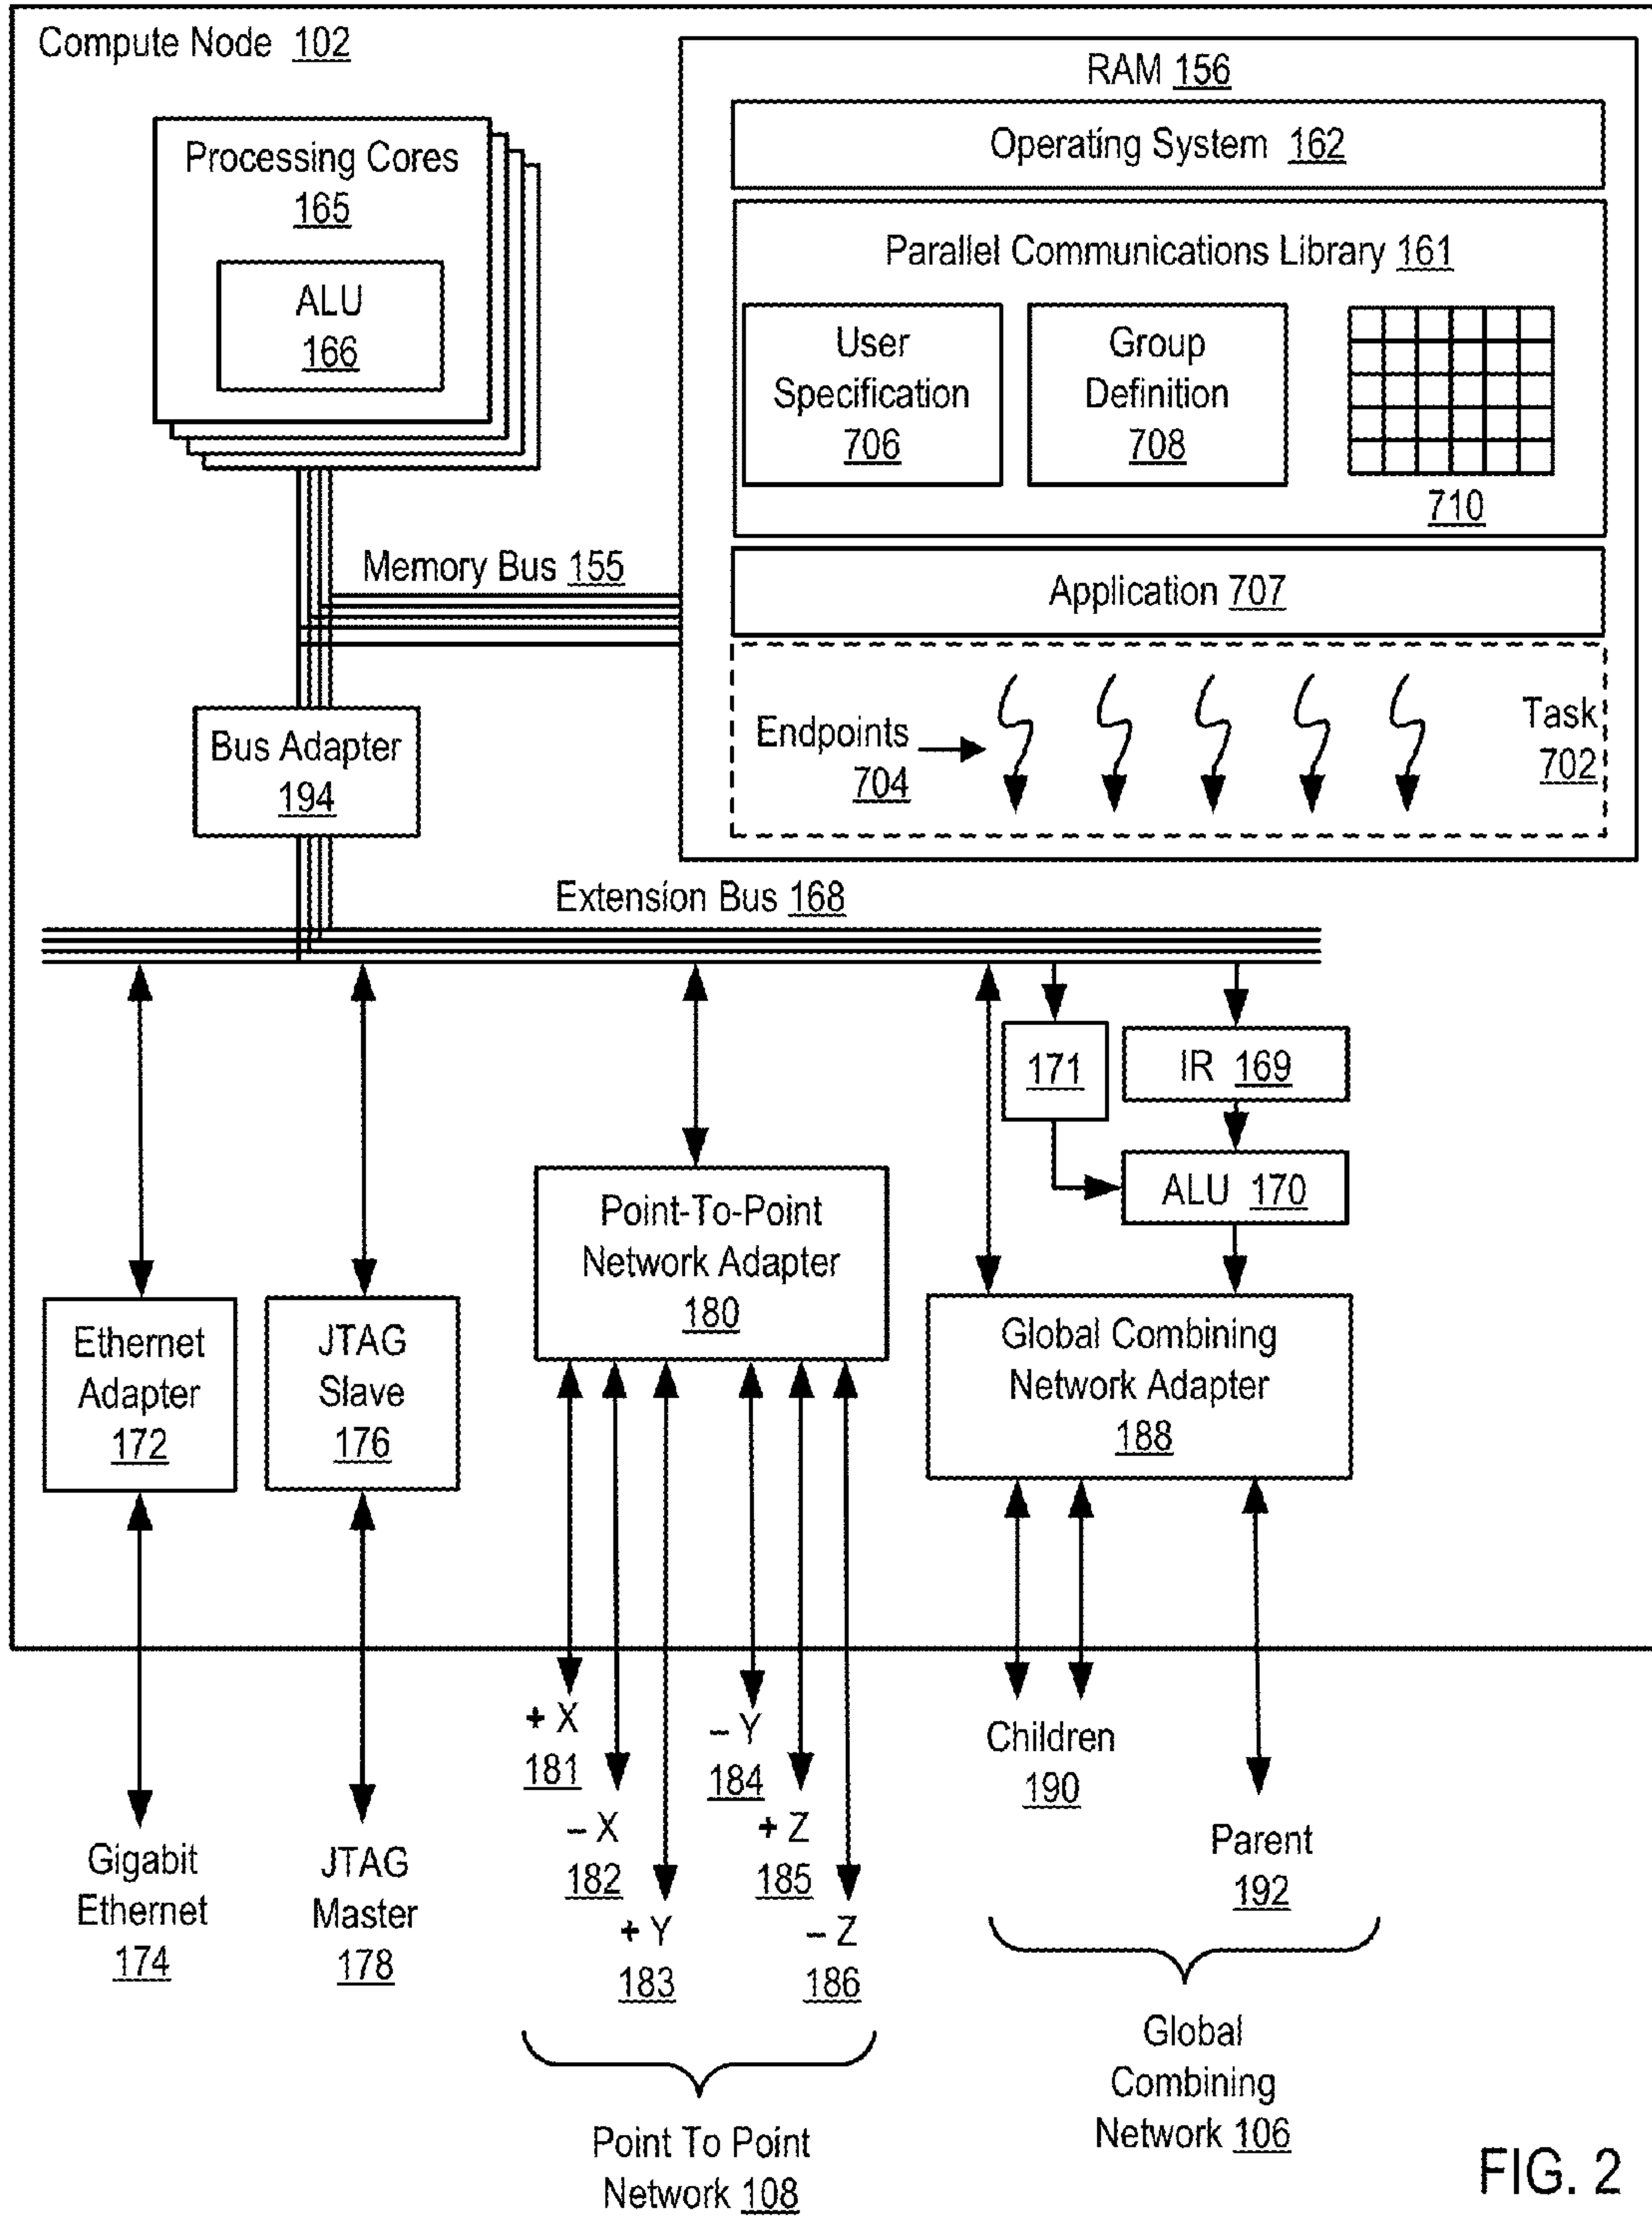 Compute Node 102
RAM 156
Operating System 162
Processing Cores
165
ALU
166
Parallel Communications Library 161
User
Specification
706
Group
Definition
708
710
Memory Bus 155
Application 707
Endpoints
704
Task
702
Bus Adapter
194
Extension Bus 168
171
IR 169
ALU 170
Point-To-Point
Network Adapter
180
Ethernet
Adapter
172
JTAG
Slave
176
Global Combining
Network Adapter
188
+ X
181
– X
182
+ Y
183
– Y
184
+ Z
185
– Z
186
Children
190
Parent
192
Gigabit
Ethernet
174
JTAG
Master
178
Point To Point
Network 108
Global
Combining
Network 106
FIG. 2